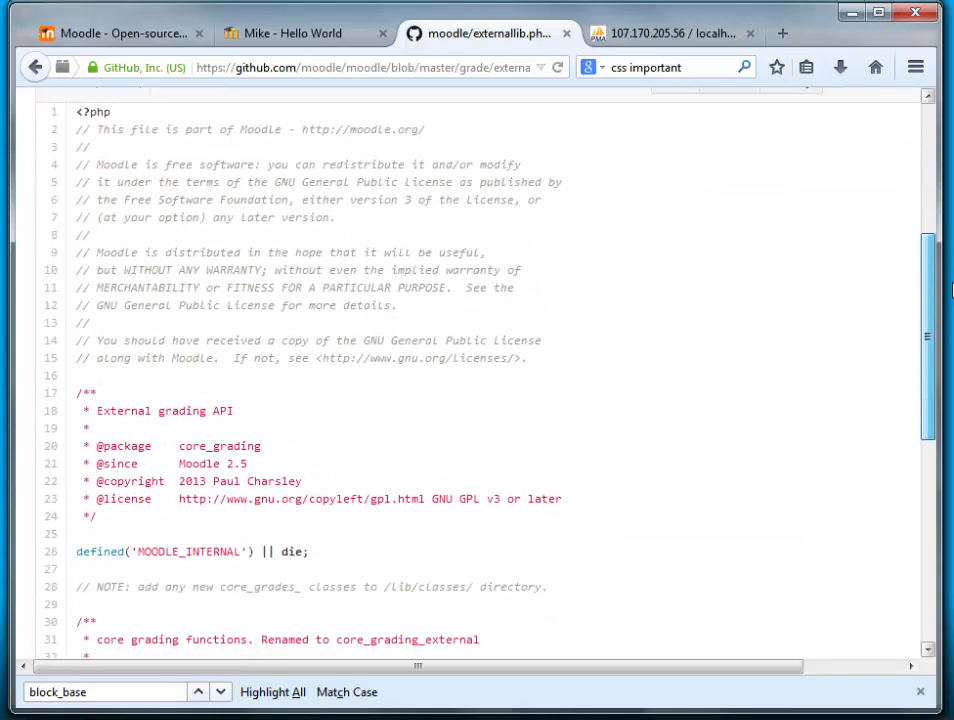 Moodle - Open-source...
Mike - Hello World
moodle/externallib.ph...
PMA
107.170.205.56 / localh...
GitHub, Inc. (US)
https://github.com/moodle/moodle/blob/master/grade/externa
css important
1 <?php
2 // This file is part of Moodle - http://moodle.org/
3 //
4 // Moodle is free software: you can redistribute it and/or modify
5 // it under the terms of the GNU General Public License as published by
6 // the Free Software Foundation, either version 3 of the License, or
7 // (at your option) any later version.
8 //
9 // Moodle is distributed in the hope that it will be useful,
10 // but WITHOUT ANY WARRANTY; without even the implied warranty of
11 // MERCHANTABILITY or FITNESS FOR A PARTICULAR PURPOSE.  See the
12 // GNU General Public License for more details.
13 //
14 // You should have received a copy of the GNU General Public License
15 // along with Moodle.  If not, see <http://www.gnu.org/licenses/>.
16
17 /**
18 * External grading API
19 *
20 * @package    core_grading
21 * @since      Moodle 2.5
22 * @copyright  2013 Paul Charsley
23 * @license    http://www.gnu.org/copyleft/gpl.html GNU GPL v3 or later
24 */
25
26 defined('MOODLE_INTERNAL') || die;
27
28 // NOTE: add any new core_grades_ classes to /lib/classes/ directory.
29
30 /**
31 * core grading functions. Renamed to core_grading_external
32 *
block_base
Highlight All
Match Case